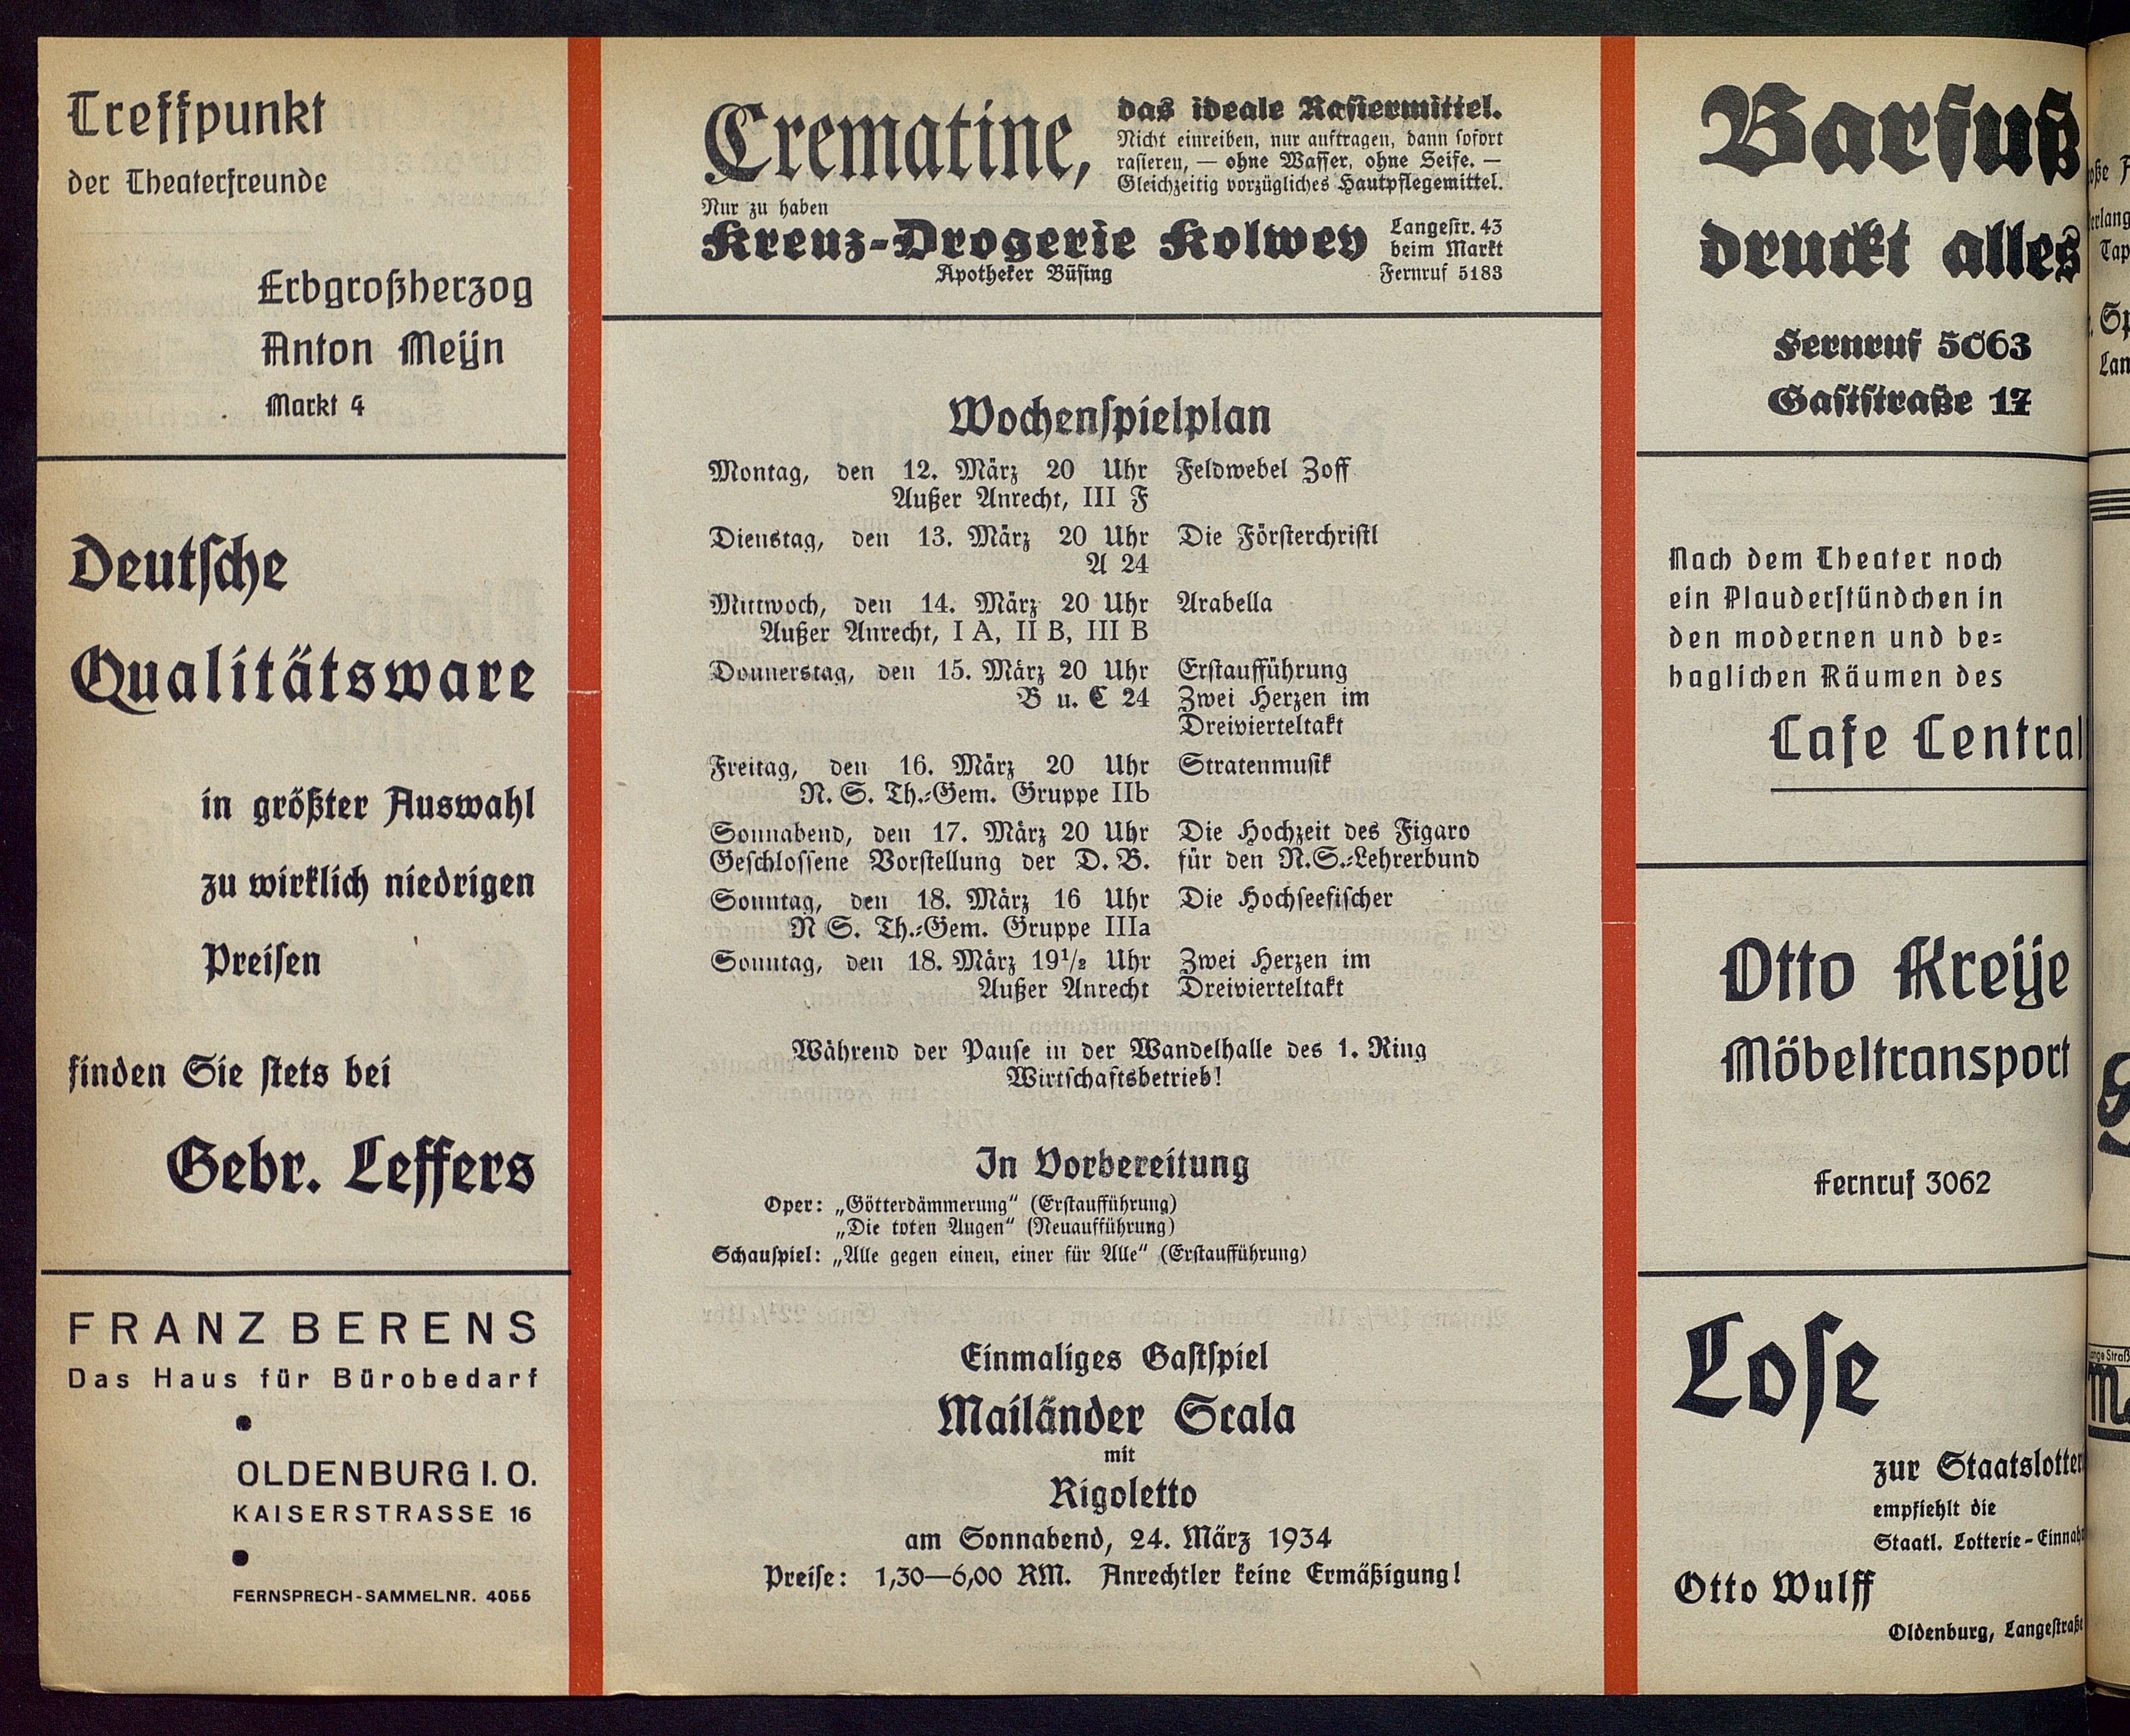 Treffpunkt
der Theaterfreunde
Erbgroßherzog
Anton Meijn
Markt 4
Deutsche
Qualitätsware
in größter Auswahl
zu wirklich niedrigen
Preisen
finden Sie stets bei
Gebr. Leffers
FRANZ BERENS
Das Haus für Bürobedarf
OLDENBURG I. O.
KAISERSTRASSE 16
FERNSPRECH-SAMMELNR. 4055
Crematine,
das ideale Rasiermittel.
Nicht einreiben, nur auftragen, dann sofort
rasieren, — ohne Wasser, ohne Seife. —
Gleichzeitig vorzügliches Hautpflegemittel.
Nur zu haben
Kreuz-Drogerie Kolwey
Apotheker Büsing
Langestr. 43
beim Markt
Fernruf 5183
Wochenspielplan
Montag, den 12. März 20 Uhr Feldwebel Zoff
Außer Anrecht, III F
Dienstag, den 13. März 20 Uhr Die Försterchristl
A 24
Mittwoch, den 14. März 20 Uhr Arabella
Außer Anrecht, I A, II B, III B
Donnerstag, den 15. März 20 Uhr Erstaufführung
B u. C 24 Zwei Herzen im
Dreivierteltakt
Freitag, den 16. März 20 Uhr Stratenmusik
N. S. Th.-Gem. Gruppe IIb
Sonnabend, den 17. März 20 Uhr Die Hochzeit des Figaro
Geschlossene Vorstellung der D. B. für den N.S.-Lehrerbund
Sonntag, den 18. März 16 Uhr Die Hochseefischer
N S. Th.-Gem. Gruppe IIIa
Sonntag, den 18. März 19½ Uhr Zwei Herzen im
Außer Anrecht Dreivierteltakt
Während der Pause in der Wandelhalle des 1. Ring
Wirtschaftsbetrieb!
In Vorbereitung
Oper: „Götterdämmerung“ (Erstaufführung)
„Die toten Augen“ (Neuaufführung)
Schauspiel: „Alle gegen einen, einer für Alle“ (Erstaufführung)
Einmaliges Gastspiel
Mailänder Scala
mit
Rigoletto
am Sonnabend, 24. März 1934
Preise: 1,30—6,00 RM. Anrechtler keine Ermäßigung!
Barfuß
druckt alles
Fernruf 5063
Gaststraße 17
Nach dem Theater noch
ein Plauderstündchen in
den modernen und be-
haglichen Räumen des
Cafe Central
Otto Kreije
Möbeltransport
Fernruf 3062
Lose
zur Staatslotter
empfiehlt die
Staatl. Lotterie-Einnah
Otto Wulff
Oldenburg, Langestraße